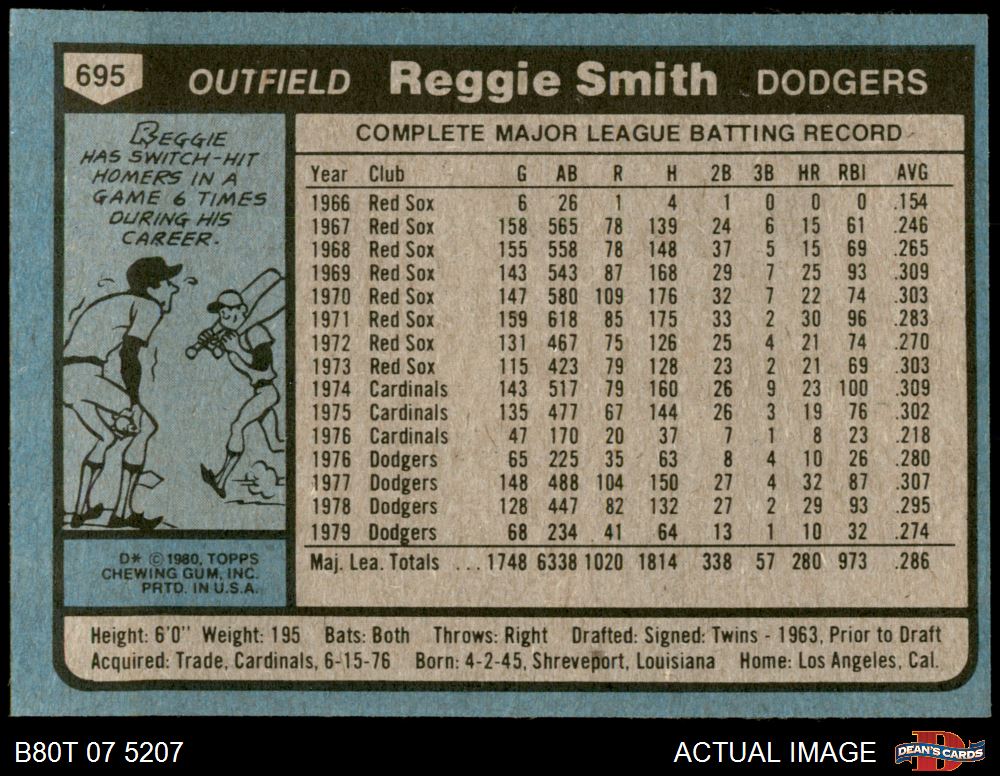 695 OUTFIELD Reggie Smith DODGERS
REGGIE
HAS SWITCH-HIT
HOMERS IN A
GAME 6 TIMES
DURING HIS
CAREER.
COMPLETE MAJOR LEAGUE BATTING RECORD
Year Club G AB R H 2B 3B HR RBI AVG
1966 Red Sox 6 26 1 4 1 0 0 0 .154
1967 Red Sox 158 565 78 139 24 6 15 61 .246
1968 Red Sox 155 558 78 148 37 5 15 69 .265
1969 Red Sox 143 543 87 168 29 7 25 93 .309
1970 Red Sox 147 580 109 176 32 7 22 74 .303
1971 Red Sox 159 618 85 175 33 2 30 96 .283
1972 Red Sox 131 467 75 126 25 4 21 74 .270
1973 Red Sox 115 423 79 128 23 2 21 69 .303
1974 Cardinals 143 517 79 160 26 9 23 100 .309
1975 Cardinals 135 477 67 144 26 3 19 76 .302
1976 Cardinals 47 170 20 37 7 1 8 23 .218
1976 Dodgers 65 225 35 63 8 4 10 26 .280
1977 Dodgers 148 488 104 150 27 4 32 87 .307
1978 Dodgers 128 447 82 132 27 2 29 93 .295
1979 Dodgers 68 234 41 64 13 1 10 32 .274
Maj. Lea. Totals ... 1748 6338 1020 1814 338 57 280 973 .286
D* © 1980, TOPPS
CHEWING GUM, INC.
PRTD. IN U.S.A.
Height: 6'0" Weight: 195 Bats: Both Throws: Right Drafted: Signed: Twins - 1963, Prior to Draft
Acquired: Trade, Cardinals, 6-15-76 Born: 4-2-45, Shreveport, Louisiana Home: Los Angeles, Cal.
B80T 07 5207 ACTUAL IMAGE DEAN'S CARDS